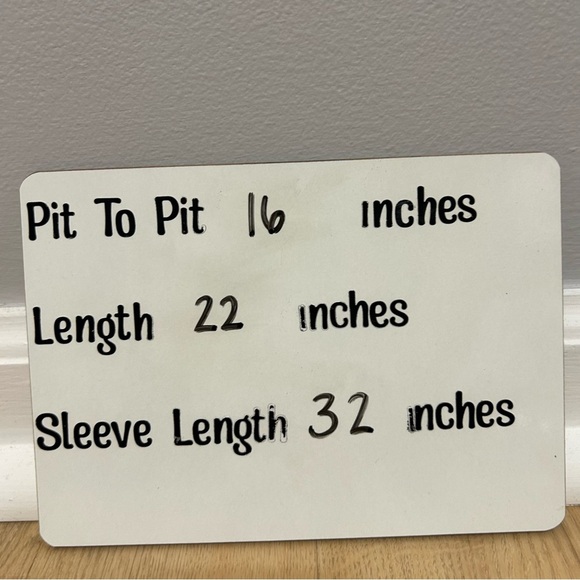 Pit To Pit 16 inches
Length 22 inches
Sleeve Length 32 inches